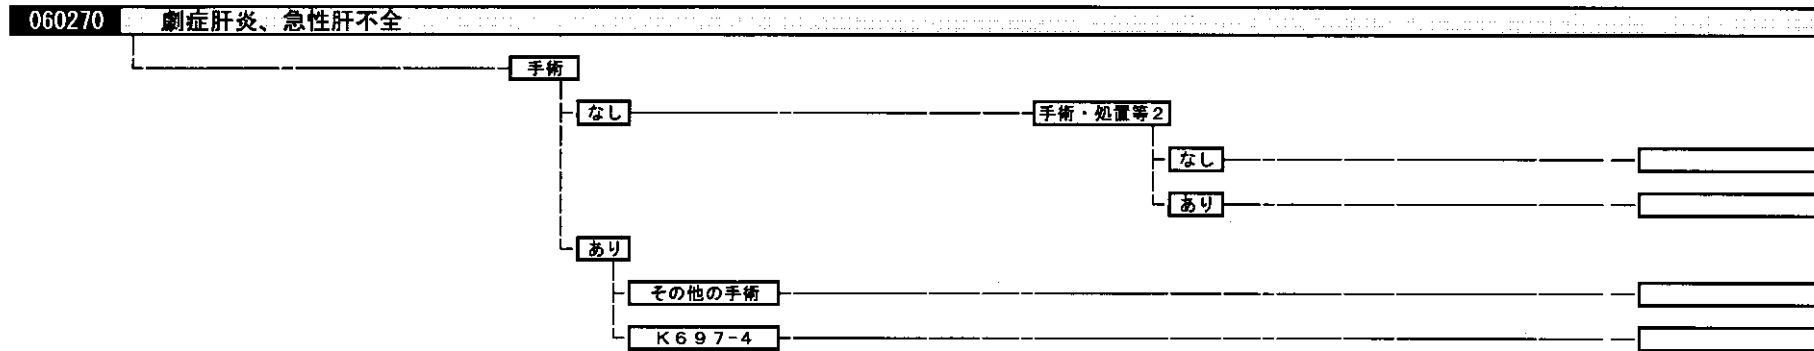 060270 劇症肝炎、急性肝不全
手術
なし 手術・処置等2
なし
あり
あり
その他の手術
K697-4